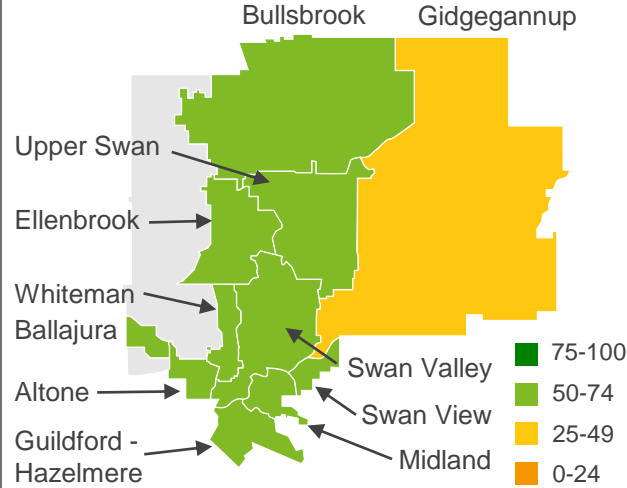 Bullsbrook
Gidgegannup
Upper Swan
Ellenbrook
Whiteman
Ballajura
Altone
Guildford -
Hazelmere
Swan Valley
Swan View
Midland
75-100
50-74
25-49
0-24